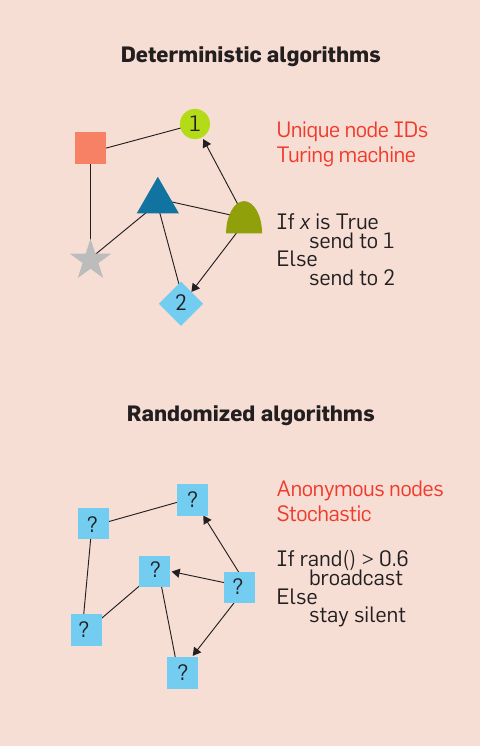 Deterministic algorithms
1
Unique node IDs
Turing machine
If x is True
send to 1
Else
send to 2
2
Randomized algorithms
?
?
Anonymous nodes
Stochastic
?
?
If rand() > 0.6
broadcast
Else
stay silent
?
?